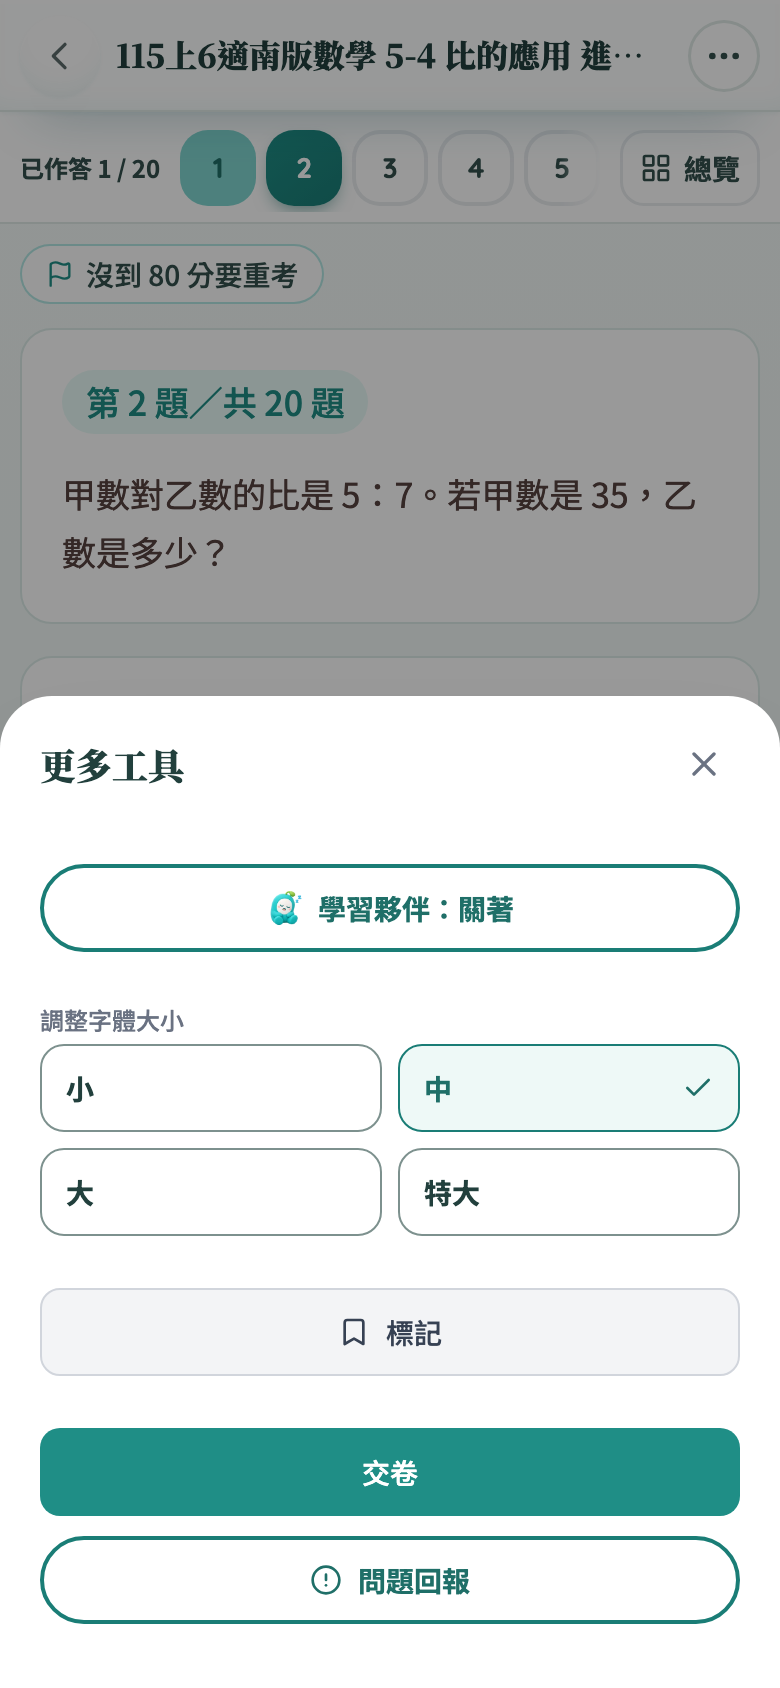 115上6適南版數學 5-4 比的應用 進…
已作答 1 / 20
1
2
3
4
5
總覽
沒到 80 分要重考
第 2 題／共 20 題
甲數對乙數的比是 5：7。若甲數是 35，乙
數是多少？
更多工具
學習夥伴：關著
調整字體大小
小
中
大
特大
標記
交卷
問題回報